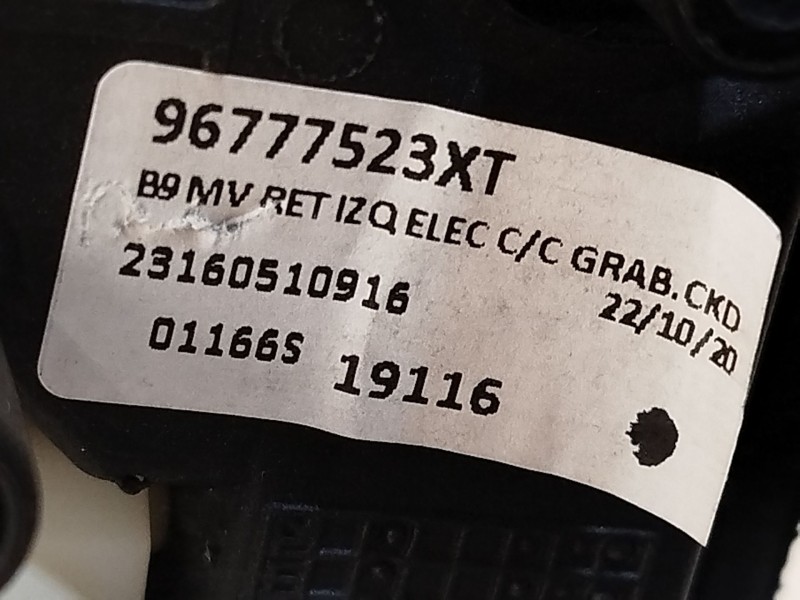 96777523XT
B9 MV RET IZQ ELEC C/C GRAB. CKD
23160510916
22/10/20
01166S
19116